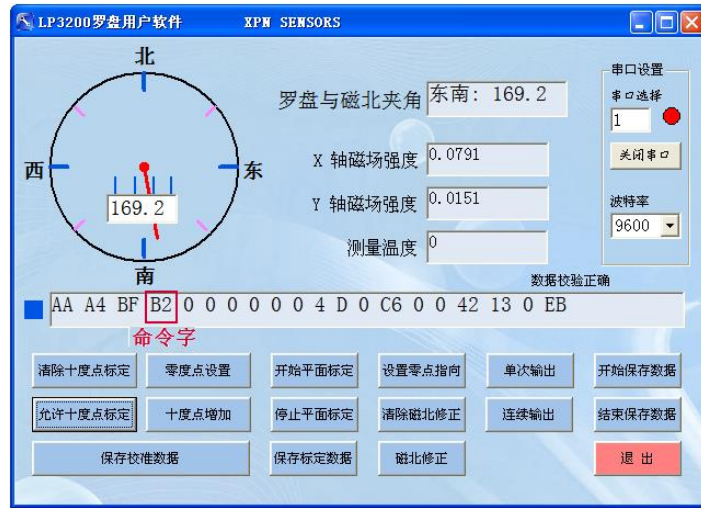 LP3200罗盘用户软件 XPN SENSORS
北
西
东
南
169.2
罗盘与磁北夹角 东南: 169.2
X 轴磁场强度 0.0791
Y 轴磁场强度 0.0151
测量温度 0
串口设置
串口选择
1
关闭串口
波特率
9600
数据校验正确
AA A4 BF B2 0 0 0 0 0 0 4 D 0 C6 0 0 42 13 0 EB
命令字
清除十度点标定 零度点设置 开始平面标定 设置零点指向 单次输出 开始保存数据
允许十度点标定 十度点增加 停止平面标定 清除磁北修正 连续输出 结束保存数据
保存校准数据 保存标定数据 磁北修正 退 出